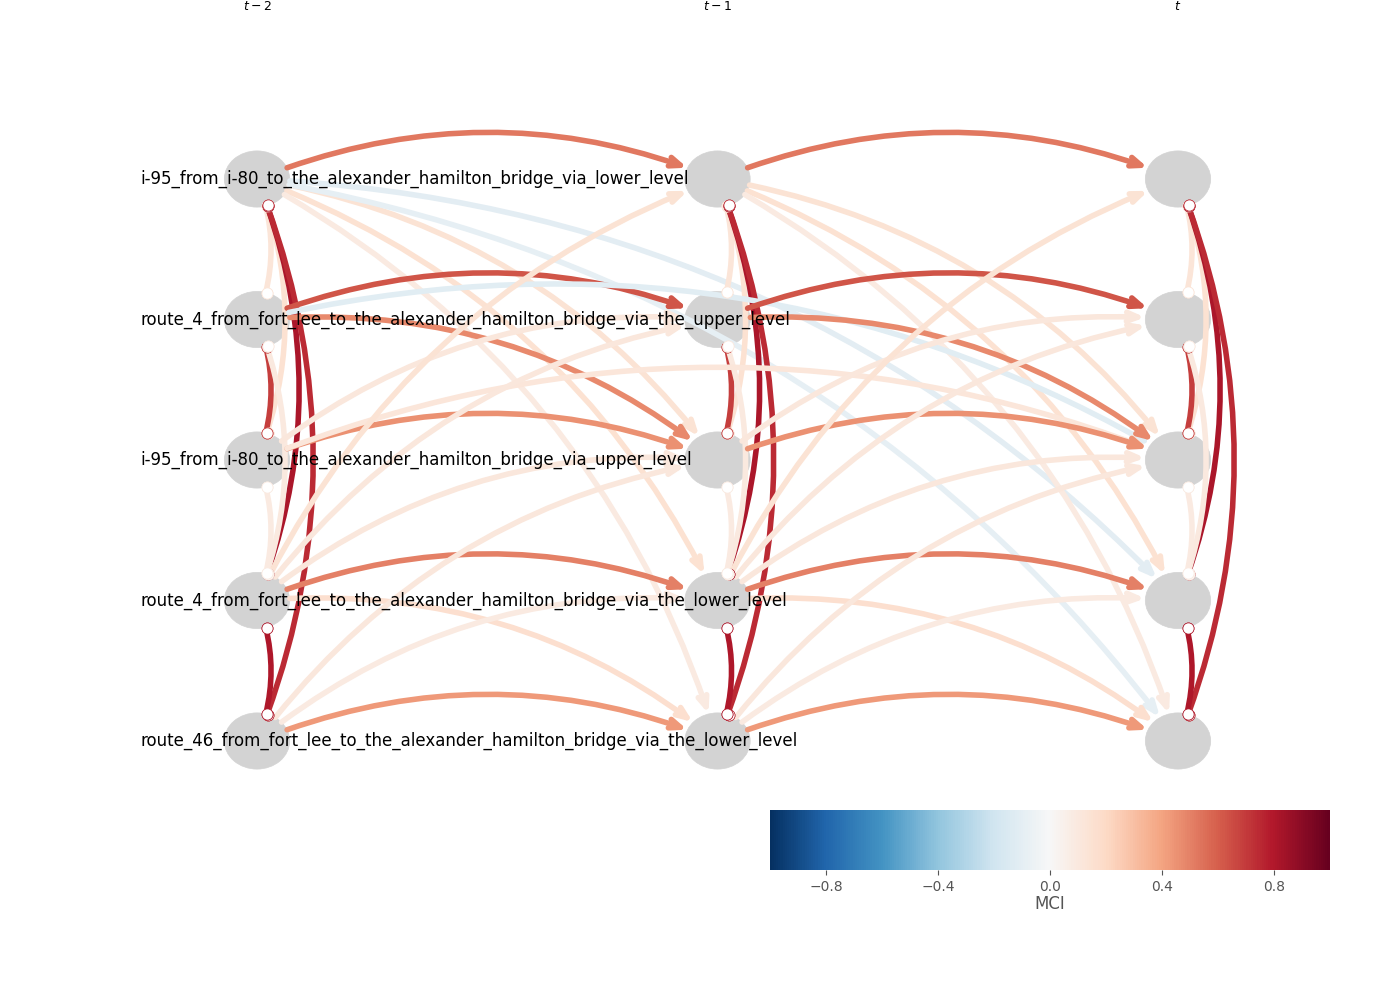 t − 2 t − 1 t
i-95_from_i-80_to_the_alexander_hamilton_bridge_via_lower_level
route_4_from_fort_lee_to_the_alexander_hamilton_bridge_via_the_upper_level
i-95_from_i-80_to_the_alexander_hamilton_bridge_via_upper_level
route_4_from_fort_lee_to_the_alexander_hamilton_bridge_via_the_lower_level
route_46_from_fort_lee_to_the_alexander_hamilton_bridge_via_the_lower_level
−0.8 −0.4 0.0 0.4 0.8
MCI